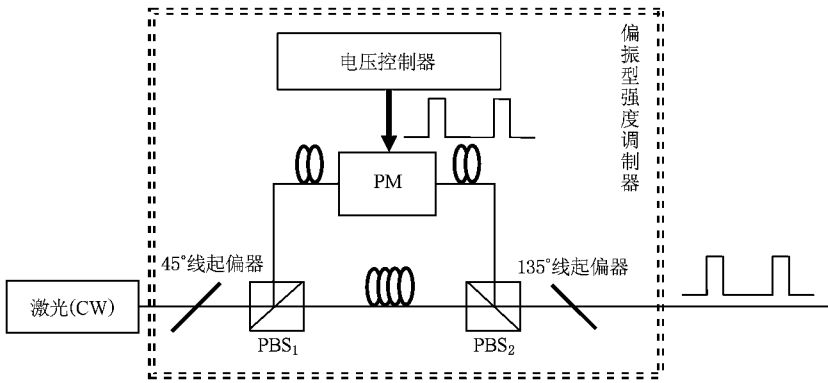 电压控制器
偏振型强度调制器
PM
45°线起偏器
135°线起偏器
激光(CW)
PBS₁
PBS₂